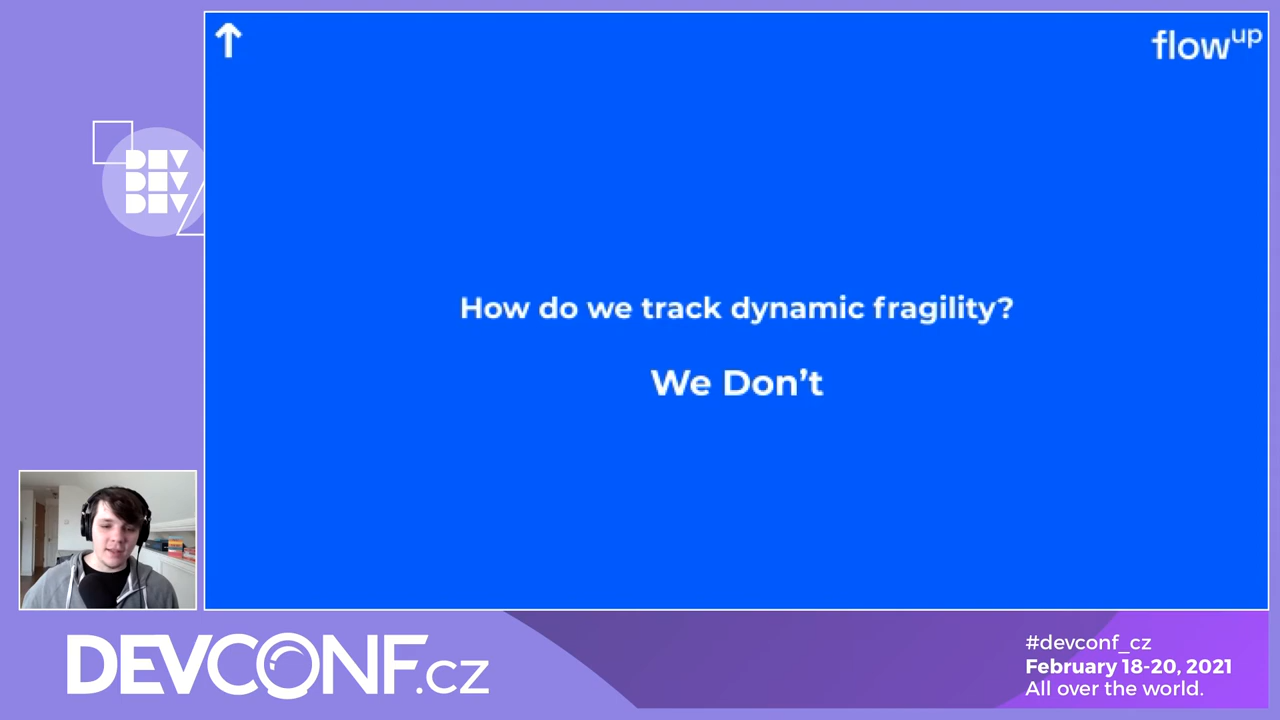 ↑
flowup
DEV
DEV
DEV
How do we track dynamic fragility?
We Don’t
DEVCONF.cz
#devconf_cz
February 18-20, 2021
All over the world.